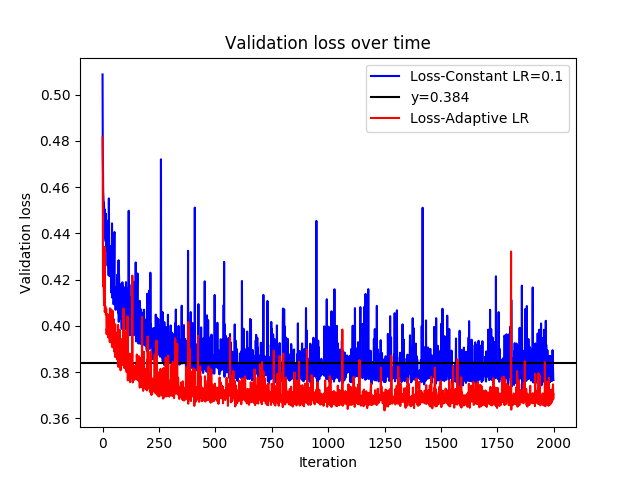 Validation loss over time
Loss-Constant LR=0.1
y=0.384
Loss-Adaptive LR
Validation loss
0.50
0.48
0.46
0.44
0.42
0.40
0.38
0.36
0 250 500 750 1000 1250 1500 1750 2000
Iteration